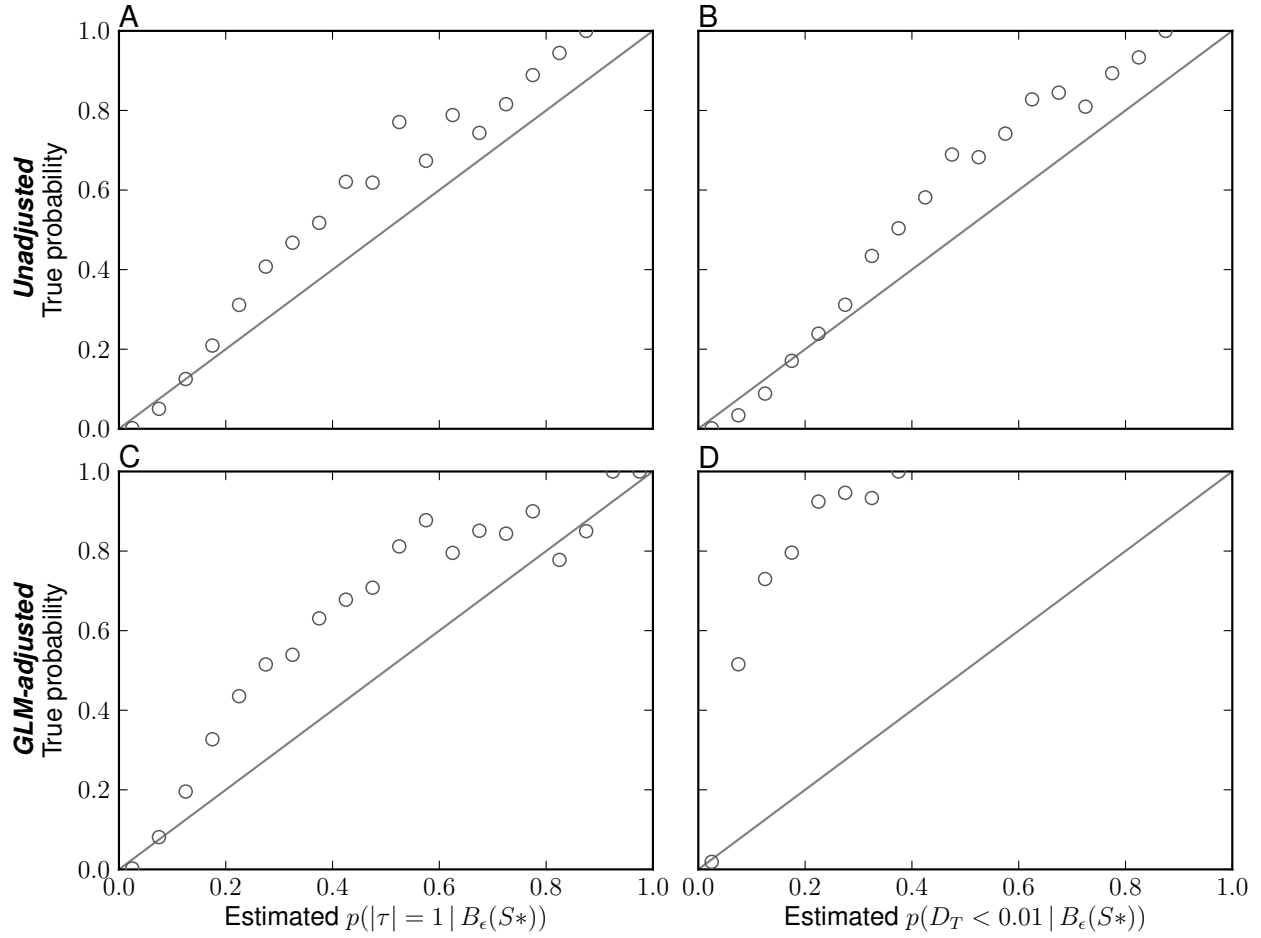 A
B
Unadjusted
True probability
1.0
0.8
0.6
0.4
0.2
0.0
C
D
GLM-adjusted
True probability
1.0
0.8
0.6
0.4
0.2
0.0
0.0 0.2 0.4 0.6 0.8 1.0
0.0 0.2 0.4 0.6 0.8 1.0
Estimated p(|τ| = 1 | B_ϵ(S∗))
Estimated p(D_T < 0.01 | B_ϵ(S∗))